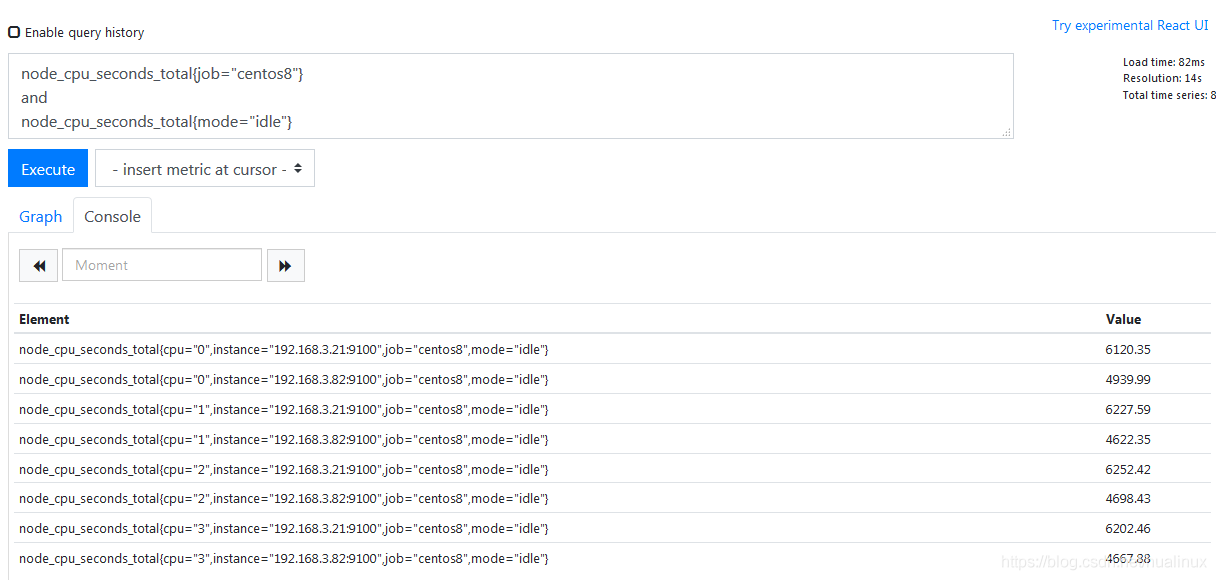 Enable query history
Try experimental React UI
node_cpu_seconds_total{job="centos8"}
and
node_cpu_seconds_total{mode="idle"}
Load time: 82ms
Resolution: 14s
Total time series: 8
Execute
- insert metric at cursor -
Graph
Console
Moment
Element Value
node_cpu_seconds_total{cpu="0",instance="192.168.3.21:9100",job="centos8",mode="idle"} 6120.35
node_cpu_seconds_total{cpu="0",instance="192.168.3.82:9100",job="centos8",mode="idle"} 4939.99
node_cpu_seconds_total{cpu="1",instance="192.168.3.21:9100",job="centos8",mode="idle"} 6227.59
node_cpu_seconds_total{cpu="1",instance="192.168.3.82:9100",job="centos8",mode="idle"} 4622.35
node_cpu_seconds_total{cpu="2",instance="192.168.3.21:9100",job="centos8",mode="idle"} 6252.42
node_cpu_seconds_total{cpu="2",instance="192.168.3.82:9100",job="centos8",mode="idle"} 4698.43
node_cpu_seconds_total{cpu="3",instance="192.168.3.21:9100",job="centos8",mode="idle"} 6202.46
node_cpu_seconds_total{cpu="3",instance="192.168.3.82:9100",job="centos8",mode="idle"} 4667.88